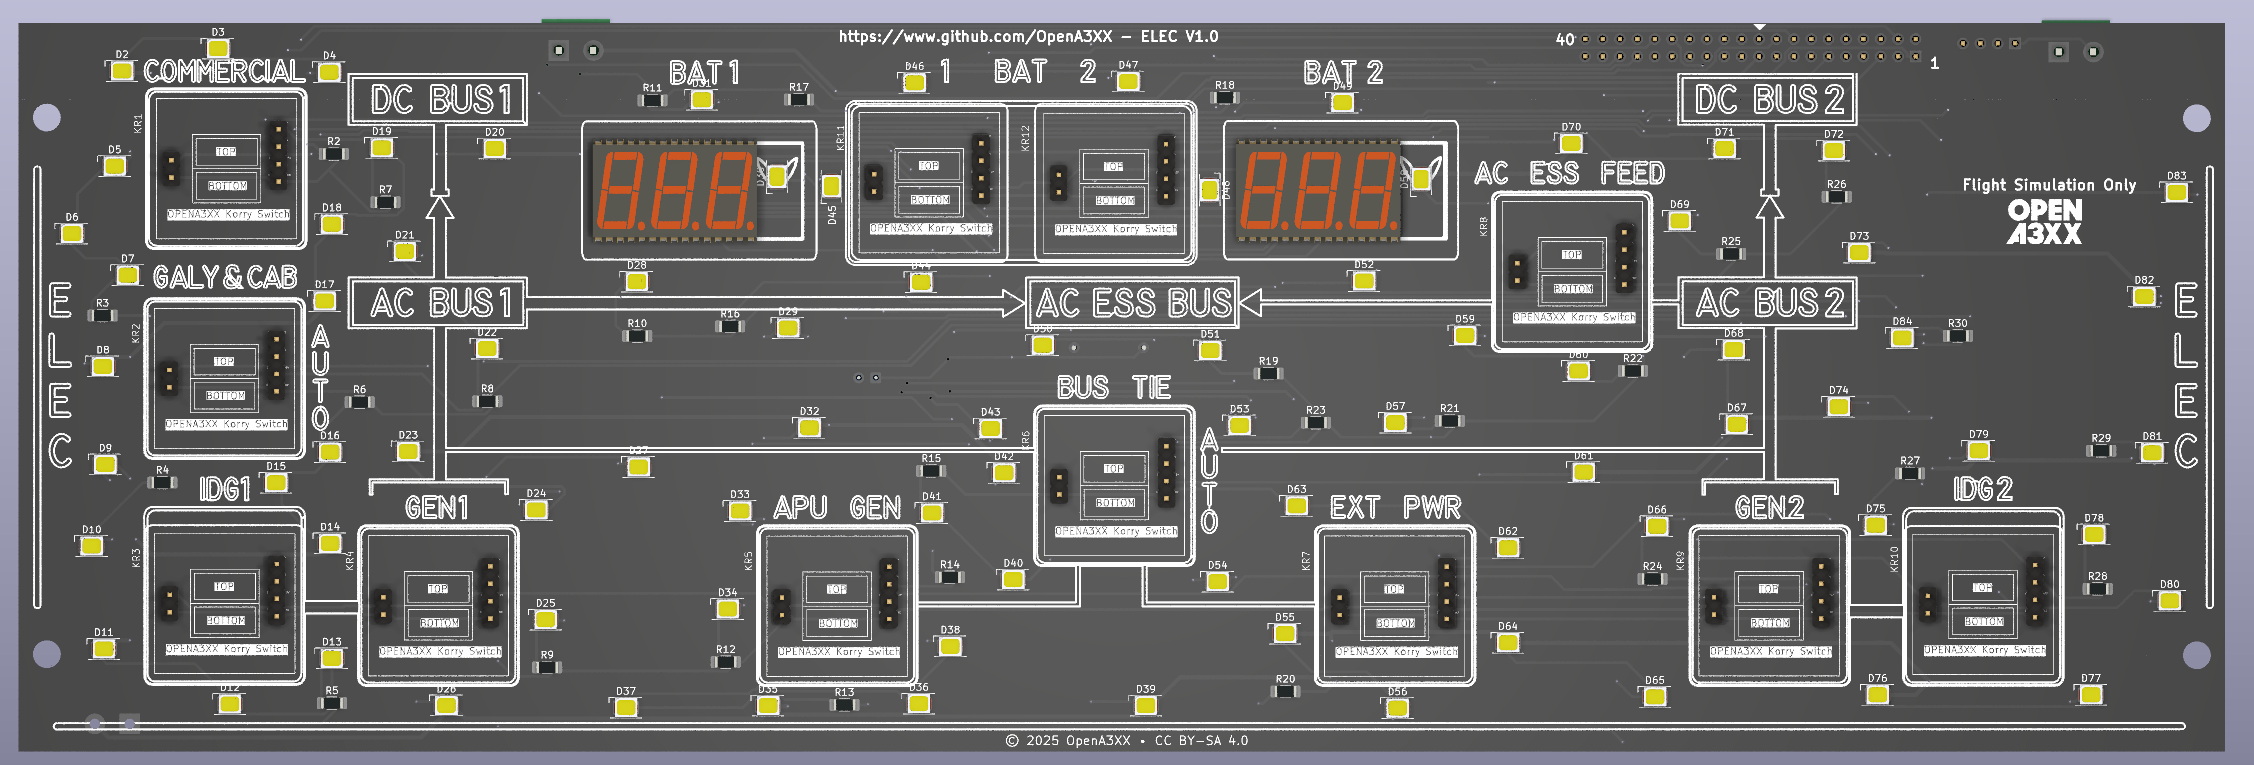 https://www.github.com/OpenA3XX – ELEC V1.0
40
1
D2
D3
D4
COMMERCIAL
KR1
TOP
BOTTOM
OPENA3XX Korry Switch
DC BUS1
BAT 1
D31
R11
R17
D46
1 BAT 2
D47
R18
BAT 2
D49
DC BUS 2
D5
R2
D19
D20
R7
D18
D6
D21
D45
KR11
TOP
BOTTOM
OPENA3XX Korry Switch
KR12
TOP
BOTTOM
OPENA3XX Korry Switch
D48
D70
D71
D72
AC ESS FEED
R26
Flight Simulation Only
OPEN
A3XX
D83
KR8
TOP
BOTTOM
OPENA3XX Korry Switch
D69
R25
D73
D7
GALY & CAB
D17
D28
D44
D52
D82
ELEC
R3
KR2
TOP
BOTTOM
OPENA3XX Korry Switch
AUTO
AC BUS1
AC ESS BUS
AC BUS 2
ELEC
R10
R16
D29
D50
D51
D59
D60
R22
D68
D84
R30
D8
D22
R6
R8
R19
BUS TIE
D74
D9
R4
D15
D16
D23
D27
D32
D43
R15
D42
KR6
TOP
BOTTOM
OPENA3XX Korry Switch
AUTO
D53
R23
D57
R21
D61
D67
D79
R27
R29
D81
IDG1
GEN1
D24
D33
APU GEN
D41
D63
EXT PWR
D62
D66
GEN2
D75
IDG2
D78
D10
KR3
TOP
BOTTOM
OPENA3XX Korry Switch
D14
KR4
TOP
BOTTOM
OPENA3XX Korry Switch
D25
R9
D34
R12
KR5
TOP
BOTTOM
OPENA3XX Korry Switch
R14
D40
D38
D54
D55
KR7
TOP
BOTTOM
OPENA3XX Korry Switch
D64
R24
KR9
TOP
BOTTOM
OPENA3XX Korry Switch
KR10
TOP
BOTTOM
OPENA3XX Korry Switch
R28
D80
D11
D13
D12
R5
D26
D37
D35
R13
D36
D39
R20
D56
D65
D76
D77
© 2025 OpenA3XX • CC BY-SA 4.0